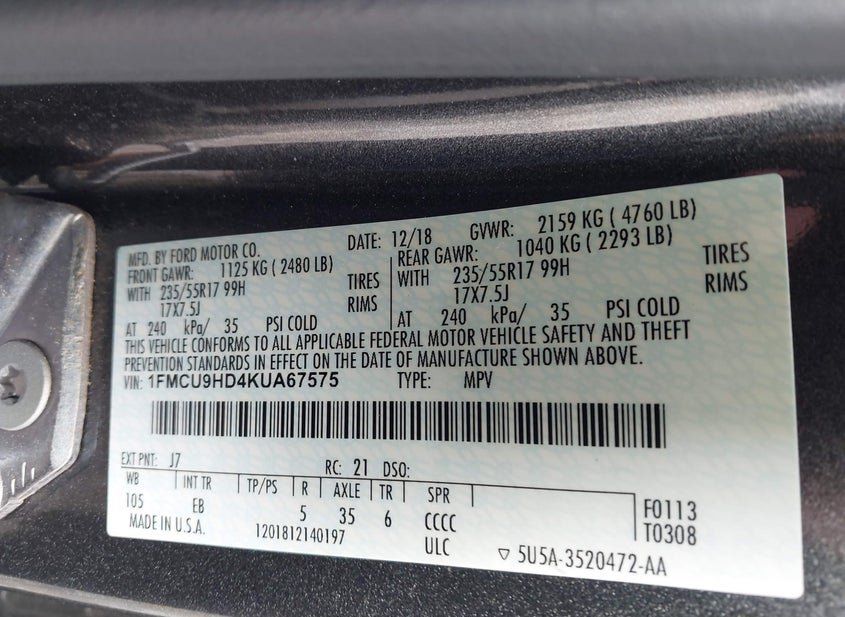 MFD. BY FORD MOTOR CO. DATE: 12/18 GVWR: 2159 KG ( 4760 LB)
FRONT GAWR: 1125 KG ( 2480 LB) REAR GAWR: 1040 KG ( 2293 LB)
WITH 235/55R17 99H TIRES WITH 235/55R17 99H TIRES
17X7.5J RIMS 17X7.5J RIMS
AT 240 kPa/ 35 PSI COLD AT 240 kPa/ 35 PSI COLD
THIS VEHICLE CONFORMS TO ALL APPLICABLE FEDERAL MOTOR VEHICLE SAFETY AND THEFT
PREVENTION STANDARDS IN EFFECT ON THE DATE OF MANUFACTURE SHOWN ABOVE.
VIN: 1FMCU9HD4KUA67575 TYPE: MPV
EXT PNT: J7 RC: 21 DSO:
WB INT TR TP/PS R AXLE TR SPR
105 EB 5 35 6 CCCC F0113
MADE IN U.S.A. 1201812140197 ULC T0308
▽ 5U5A-3520472-AA